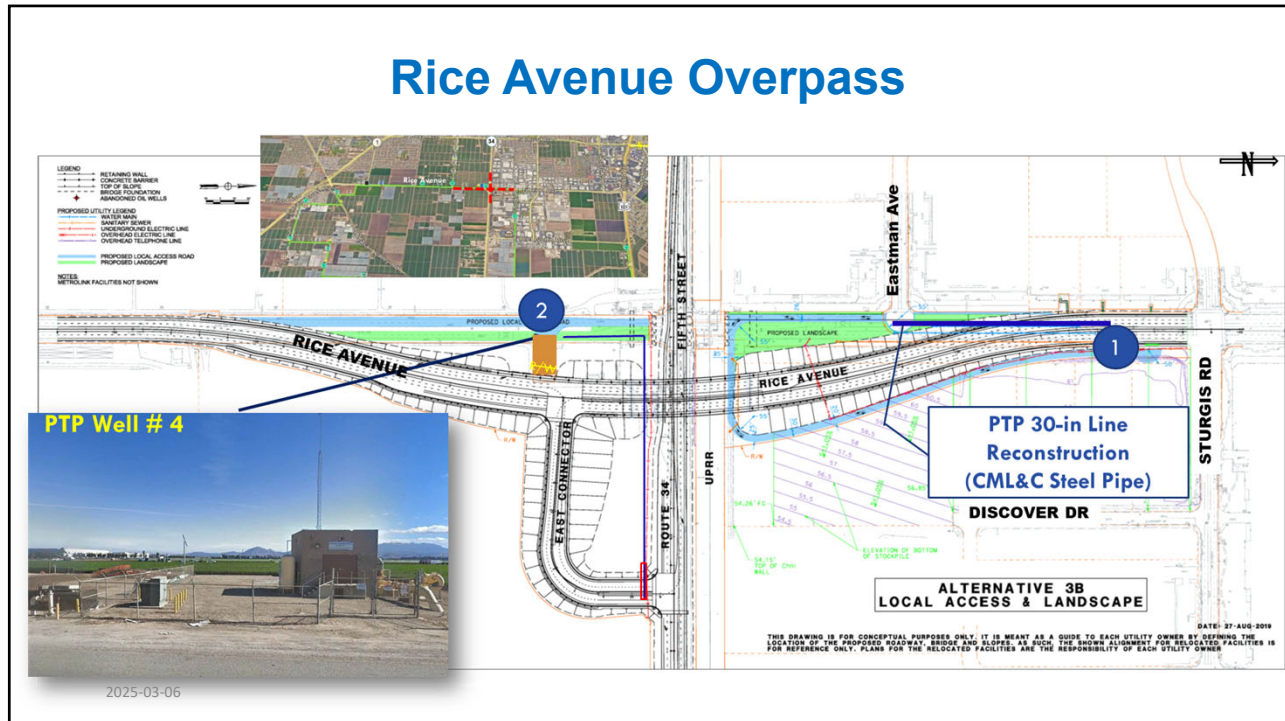 Rice Avenue Overpass
LEGEND
RETAINING WALL
CONCRETE BARRIER
TOP OF SLOPE
BRIDGE FOUNDATION
ABANDONED OIL WELLS
PROPOSED UTILITY LEGEND
WATER MAIN
SANITARY SEWER
UNDERGROUND ELECTRIC LINE
OVERHEAD ELECTRIC LINE
OVERHEAD TELEPHONE LINE
PROPOSED LOCAL ACCESS ROAD
PROPOSED LANDSCAPE
NOTES:
METROLINK FACILITIES NOT SHOWN
1
34
101
Rice Avenue
N
2
PROPOSED LOCAL
ROAD
RICE AVENUE
EAST CONNECTOR
R/W
FIFTH STREET
ROUTE 34
UPRR
Eastman Ave
PROPOSED LANDSCAPE
RICE AVENUE
1
STURGIS RD
PTP 30-in Line
Reconstruction
(CML&C Steel Pipe)
DISCOVER DR
R/W
ELEVATION OF BOTTOM
OF STOCKPILE
ALTERNATIVE 3B
LOCAL ACCESS & LANDSCAPE
DATE- 27-AUG-2019
THIS DRAWING IS FOR CONCEPTUAL PURPOSES ONLY. IT IS MEANT AS A GUIDE TO EACH UTILITY OWNER BY DEFINING THE
LOCATION OF THE PROPOSED ROADWAY, BRIDGE AND SLOPES. AS SUCH, THE SHOWN ALIGNMENT FOR RELOCATED FACILITIES IS
FOR REFERENCE ONLY. PLANS FOR THE RELOCATED FACILITIES ARE THE RESPONSIBILITY OF EACH UTILITY OWNER
PTP Well # 4
2025-03-06